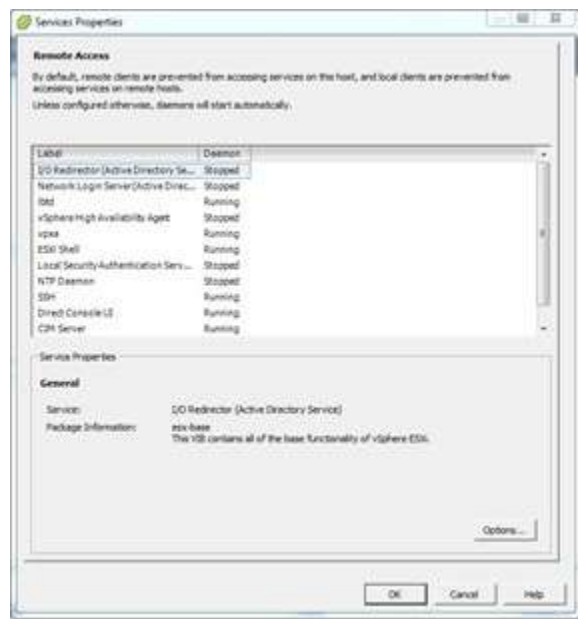 Services Properties
Remote Access
By default, remote clients are prevented from accessing services on this host, and local clients are prevented from
accessing services on remote hosts.
Unless configured otherwise, daemons will start automatically.
Label Daemon
I/O Redirector (Active Directory Se... Stopped
Network Login Server (Active Direc... Stopped
lbtd Running
vSphere High Availability Agent Stopped
vpxa Running
ESXi Shell Running
Local Security Authentication Serv... Stopped
NTP Daemon Stopped
SSH Running
Direct Console UI Running
CIM Server Running
Service Properties
General
Service: I/O Redirector (Active Directory Service)
Package Information: esx-base
This VIB contains all of the base functionality of vSphere ESXi.
Options...
OK Cancel Help